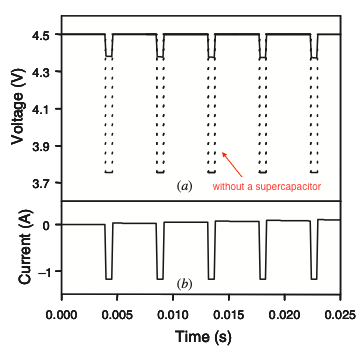 4.5
4.3
4.1
3.9
3.7
Voltage (V)
(a)
without a supercapacitor
0
−1
Current (A)
(b)
0.000 0.005 0.010 0.015 0.020 0.025
Time (s)